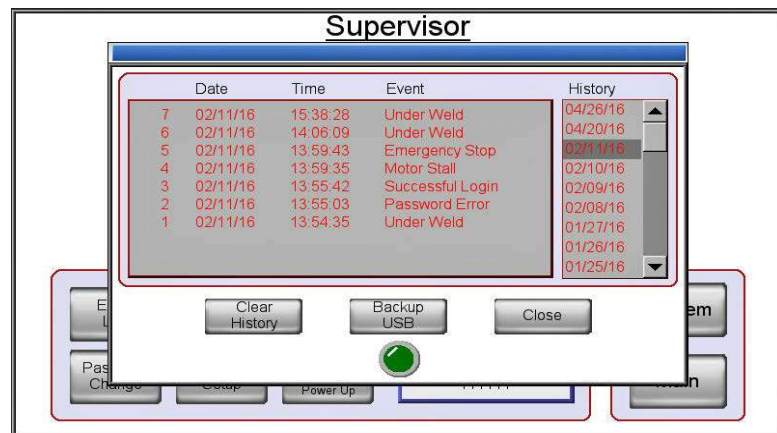 Supervisor
Date Time Event History
7 02/11/16 15:38:28 Under Weld
6 02/11/16 14:06:09 Under Weld
5 02/11/16 13:59:43 Emergency Stop
4 02/11/16 13:59:35 Motor Stall
3 02/11/16 13:55:42 Successful Login
2 02/11/16 13:55:03 Password Error
1 02/11/16 13:54:35 Under Weld
04/26/16
04/20/16
02/11/16
02/10/16
02/09/16
02/08/16
01/27/16
01/26/16
01/25/16
Clear
History
Backup
USB
Close
em
Pas
Change
Setup
Power Up
Main